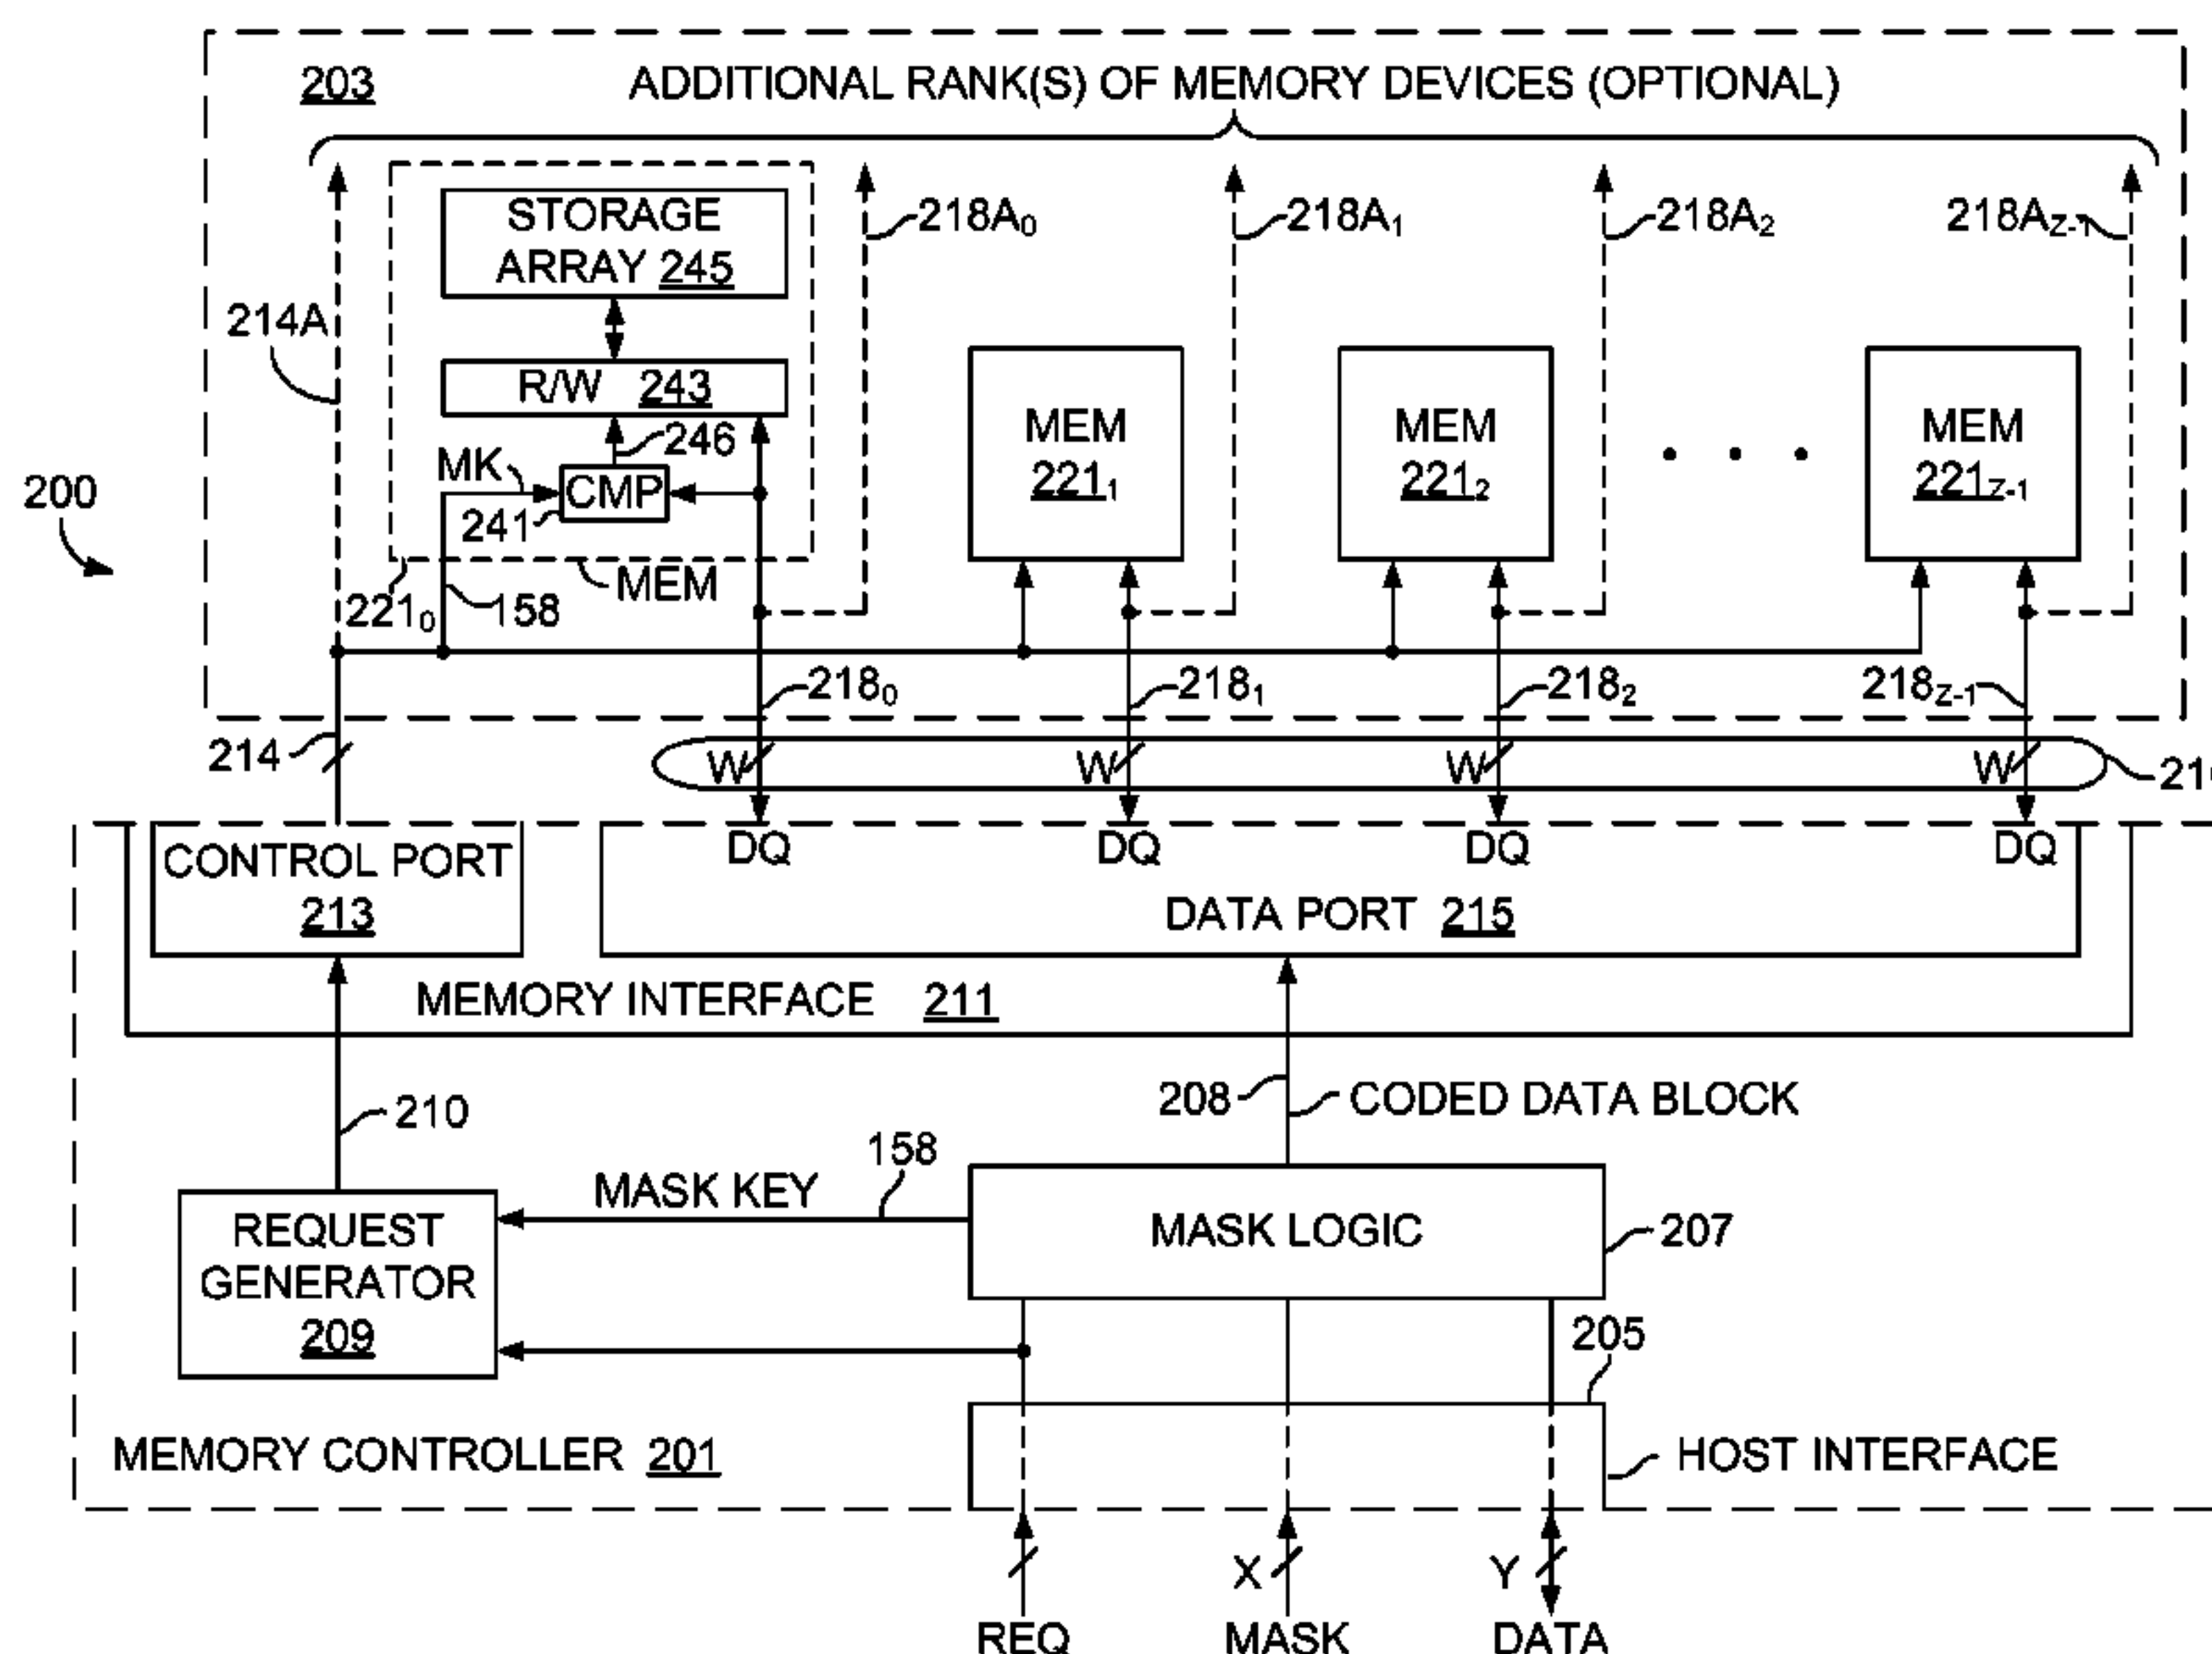 203 ADDITIONAL RANK(S) OF MEMORY DEVICES (OPTIONAL)
STORAGE
ARRAY 245
218A0
218A1
218A2
218AZ-1
214A
R/W 243
246
MK
CMP
241
MEM
221₁
MEM
221₂
• • •
MEM
221Z-1
200
221₀
158
MEM
218₀
218₁
218₂
218Z-1
214
W
W
W
W
CONTROL PORT
213
DQ
DQ
DQ
DQ
DATA PORT 215
MEMORY INTERFACE 211
208
CODED DATA BLOCK
210
158
MASK KEY
REQUEST
GENERATOR
209
MASK LOGIC
207
205
MEMORY CONTROLLER 201
HOST INTERFACE
X
Y
REQ
MASK
DATA